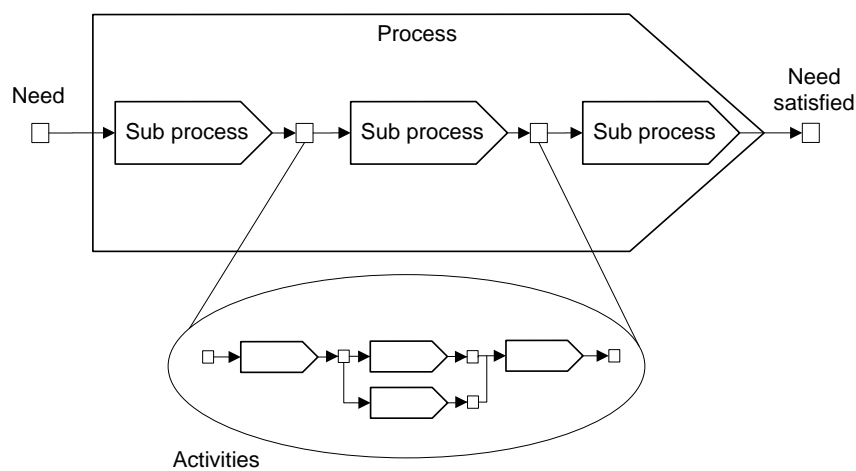 Process
Need
Need
satisfied
Sub process
Sub process
Sub process
Activities